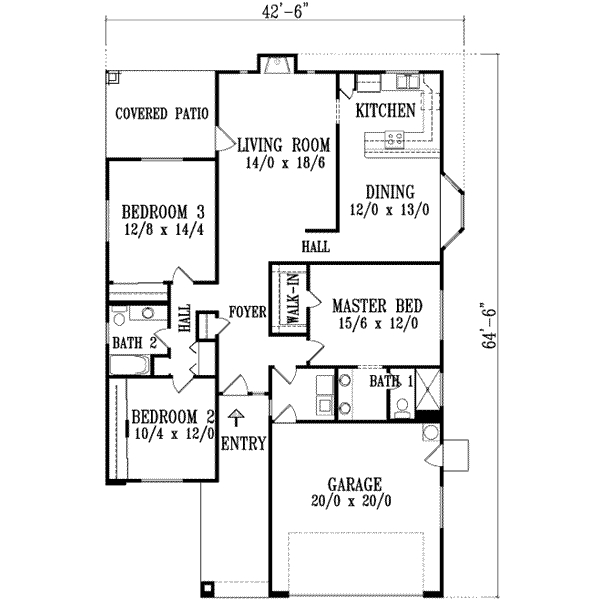 42'-6"
COVERED PATIO
KITCHEN
LIVING ROOM
14/0 x 18/6
DINING
12/0 x 13/0
BEDROOM 3
12/8 x 14/4
HALL
WALK-IN
HALL
FOYER
MASTER BED
15/6 x 12/0
64'-6"
BATH 2
BATH 1
BEDROOM 2
10/4 x 12/0
ENTRY
GARAGE
20/0 x 20/0